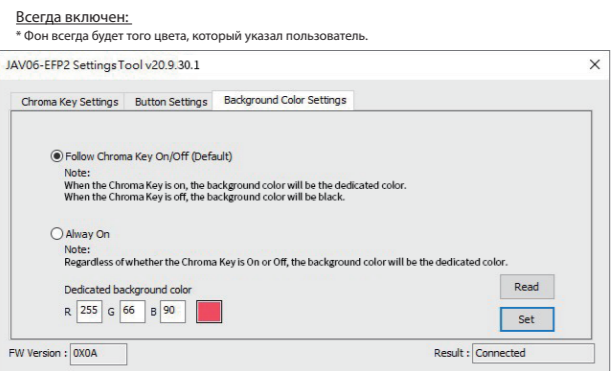 Всегда включен:
* Фон всегда будет того цвета, который указал пользователь.
JAV06-EFP2 Settings Tool v20.9.30.1
Chroma Key Settings Button Settings Background Color Settings
Follow Chroma Key On/Off (Default)
Note:
When the Chroma Key is on, the background color will be the dedicated color.
When the Chroma Key is off, the background color will be black.
Alway On
Note:
Regardless of whether the Chroma Key is On or Off, the background color will be the dedicated color.
Dedicated background color
Read
R 255 G 66 B 90
Set
FW Version : 0X0A Result : Connected